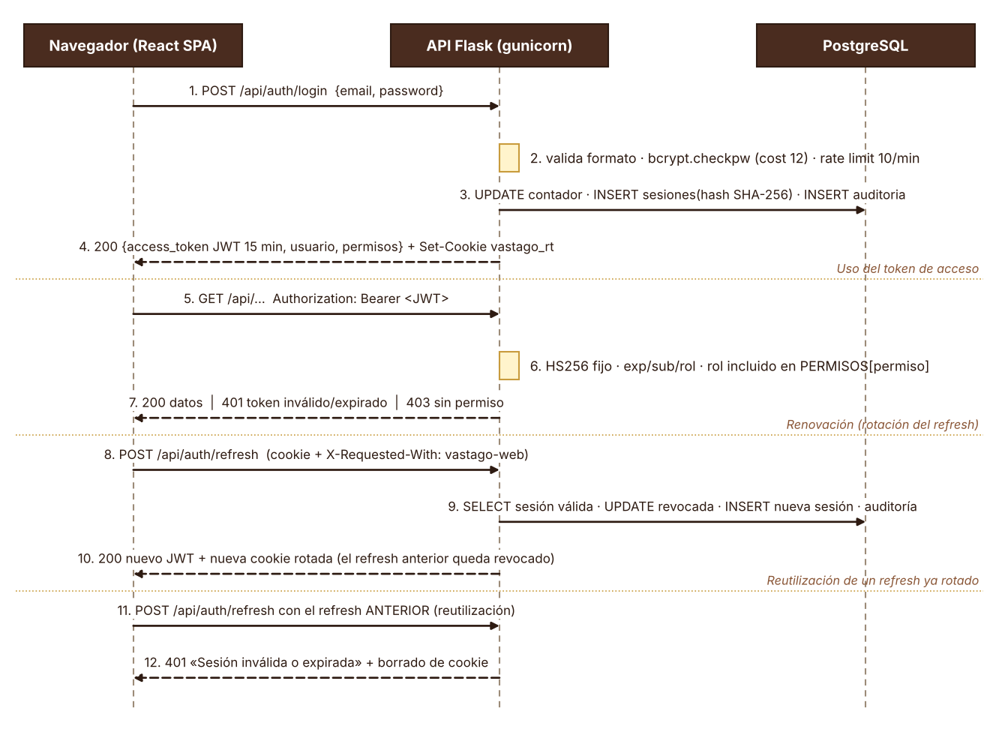 Navegador (React SPA)
API Flask (gunicorn)
PostgreSQL
1. POST /api/auth/login {email, password}
2. valida formato · bcrypt.checkpw (cost 12) · rate limit 10/min
3. UPDATE contador · INSERT sesiones(hash SHA-256) · INSERT auditoria
4. 200 {access_token JWT 15 min, usuario, permisos} + Set-Cookie vastago_rt
Uso del token de acceso
5. GET /api/... Authorization: Bearer <JWT>
6. HS256 fijo · exp/sub/rol · rol incluido en PERMISOS[permiso]
7. 200 datos | 401 token inválido/expirado | 403 sin permiso
Renovación (rotación del refresh)
8. POST /api/auth/refresh (cookie + X-Requested-With: vastago-web)
9. SELECT sesión válida · UPDATE revocada · INSERT nueva sesión · auditoría
10. 200 nuevo JWT + nueva cookie rotada (el refresh anterior queda revocado)
Reutilización de un refresh ya rotado
11. POST /api/auth/refresh con el refresh ANTERIOR (reutilización)
12. 401 «Sesión inválida o expirada» + borrado de cookie